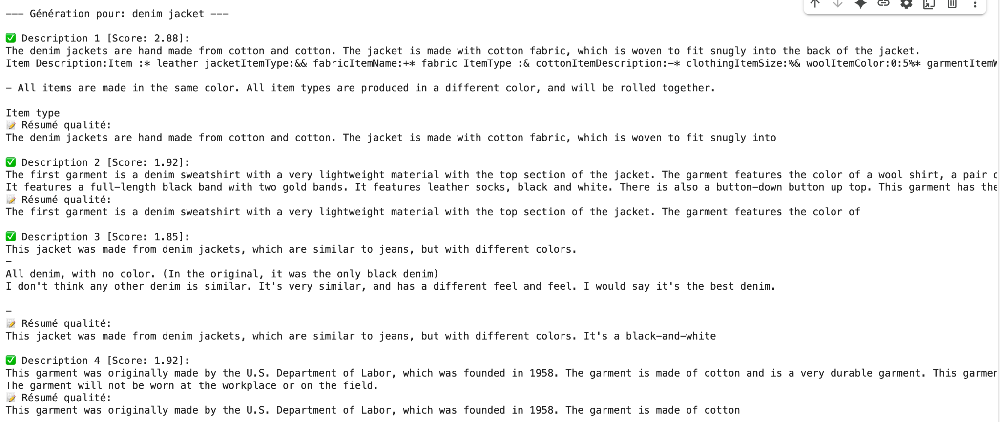 --- Génération pour: denim jacket ---
✅ Description 1 [Score: 2.88]:
The denim jackets are hand made from cotton and cotton. The jacket is made with cotton fabric, which is woven to fit snugly into the back of the jacket.
Item Description:Item :* leather jacketItemType:&& fabricItemName:+* fabric ItemType :& cottonItemDescription:-* clothingItemSize:%& woolItemColor:0:5%* garmentItemW
- All items are made in the same color. All item types are produced in a different color, and will be rolled together.
Item type
📝 Résumé qualité:
The denim jackets are hand made from cotton and cotton. The jacket is made with cotton fabric, which is woven to fit snugly into
✅ Description 2 [Score: 1.92]:
The first garment is a denim sweatshirt with a very lightweight material with the top section of the jacket. The garment features the color of a wool shirt, a pair
It features a full-length black band with two gold bands. It features leather socks, black and white. There is also a button-down button up top. This garment has the
📝 Résumé qualité:
The first garment is a denim sweatshirt with a very lightweight material with the top section of the jacket. The garment features the color of
✅ Description 3 [Score: 1.85]:
This jacket was made from denim jackets, which are similar to jeans, but with different colors.
-
All denim, with no color. (In the original, it was the only black denim)
I don't think any other denim is similar. It's very similar, and has a different feel and feel. I would say it's the best denim.
-
📝 Résumé qualité:
This jacket was made from denim jackets, which are similar to jeans, but with different colors. It's a black-and-white
✅ Description 4 [Score: 1.92]:
This garment was originally made by the U.S. Department of Labor, which was founded in 1958. The garment is made of cotton and is a very durable garment. This garmen
The garment will not be worn at the workplace or on the field.
📝 Résumé qualité:
This garment was originally made by the U.S. Department of Labor, which was founded in 1958. The garment is made of cotton